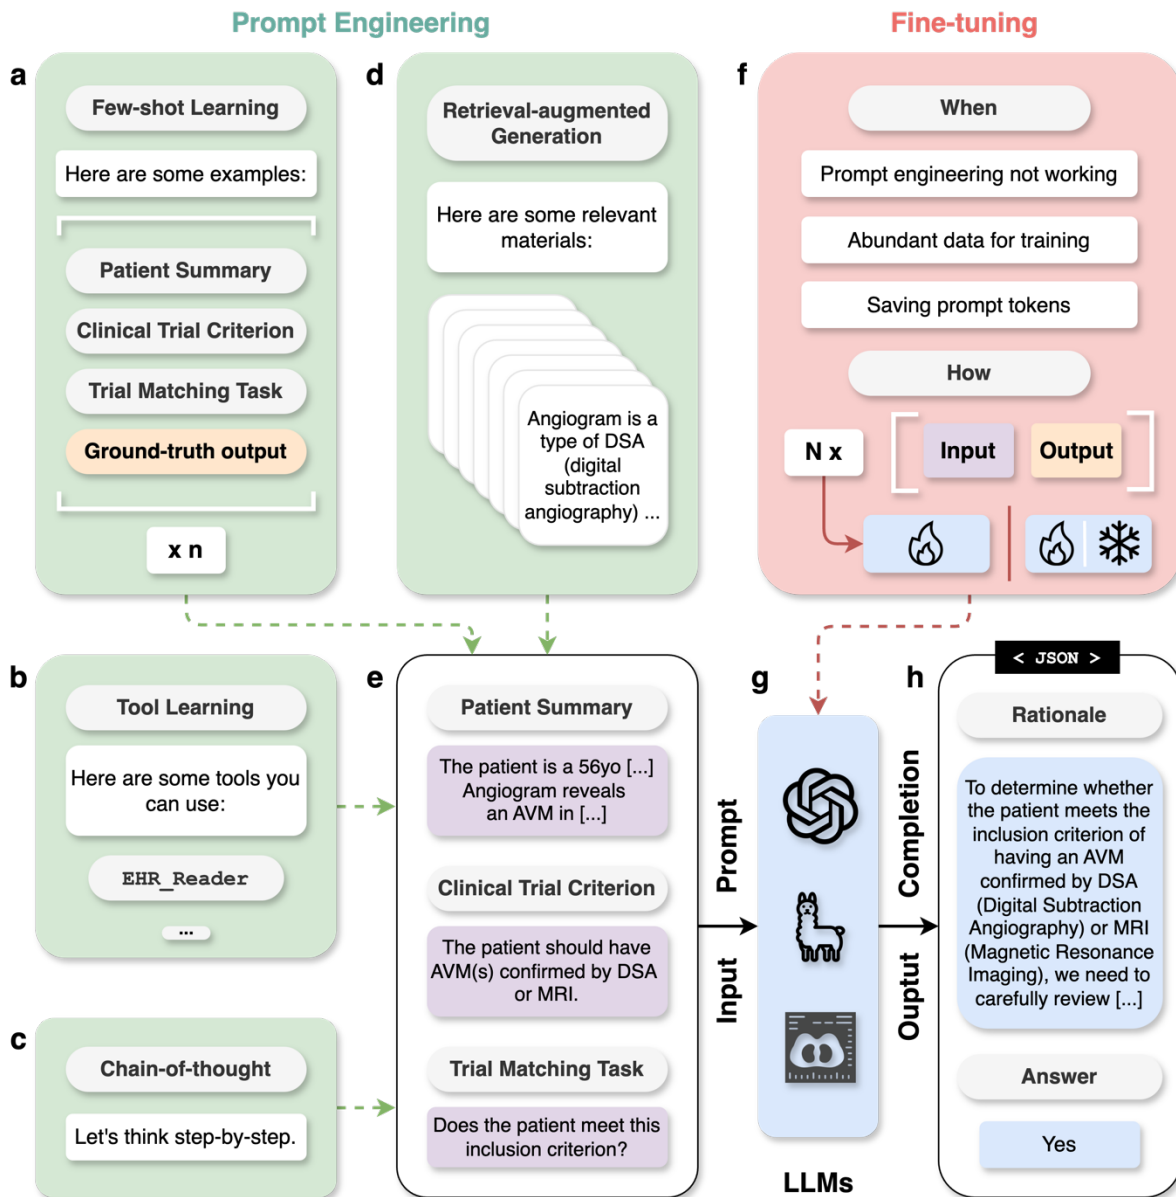 Prompt Engineering
Fine-tuning
a
Few-shot Learning
Here are some examples:
Patient Summary
Clinical Trial Criterion
Trial Matching Task
Ground-truth output
x n
d
Retrieval-augmented
Generation
Here are some relevant
materials:
Angiogram is a
type of DSA
(digital
subtraction
angiography) ...
f
When
Prompt engineering not working
Abundant data for training
Saving prompt tokens
How
N x
Input
Output
b
Tool Learning
Here are some tools you
can use:
EHR_Reader
...
c
Chain-of-thought
Let's think step-by-step.
e
Patient Summary
The patient is a 56yo [...]
Angiogram reveals
an AVM in [...]
Clinical Trial Criterion
The patient should have
AVM(s) confirmed by DSA
or MRI.
Trial Matching Task
Does the patient meet this
inclusion criterion?
Prompt
Input
g
LLMs
Completion
Ouptut
h
< JSON >
Rationale
To determine whether
the patient meets the
inclusion criterion of
having an AVM
confirmed by DSA
(Digital Subtraction
Angiography) or MRI
(Magnetic Resonance
Imaging), we need to
carefully review [...]
Answer
Yes